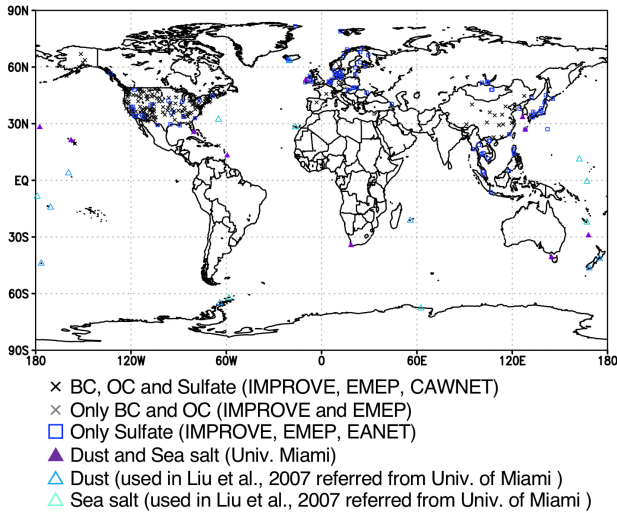 90N
60N
30N
EQ
30S
60S
90S
180 120W 60W 0 60E 120E 180
BC, OC and Sulfate (IMPROVE, EMEP, CAWNET)
Only BC and OC (IMPROVE and EMEP)
Only Sulfate (IMPROVE, EMEP, EANET)
Dust and Sea salt (Univ. Miami)
Dust (used in Liu et al., 2007 referred from Univ. of Miami )
Sea salt (used in Liu et al., 2007 referred from Univ. of Miami )